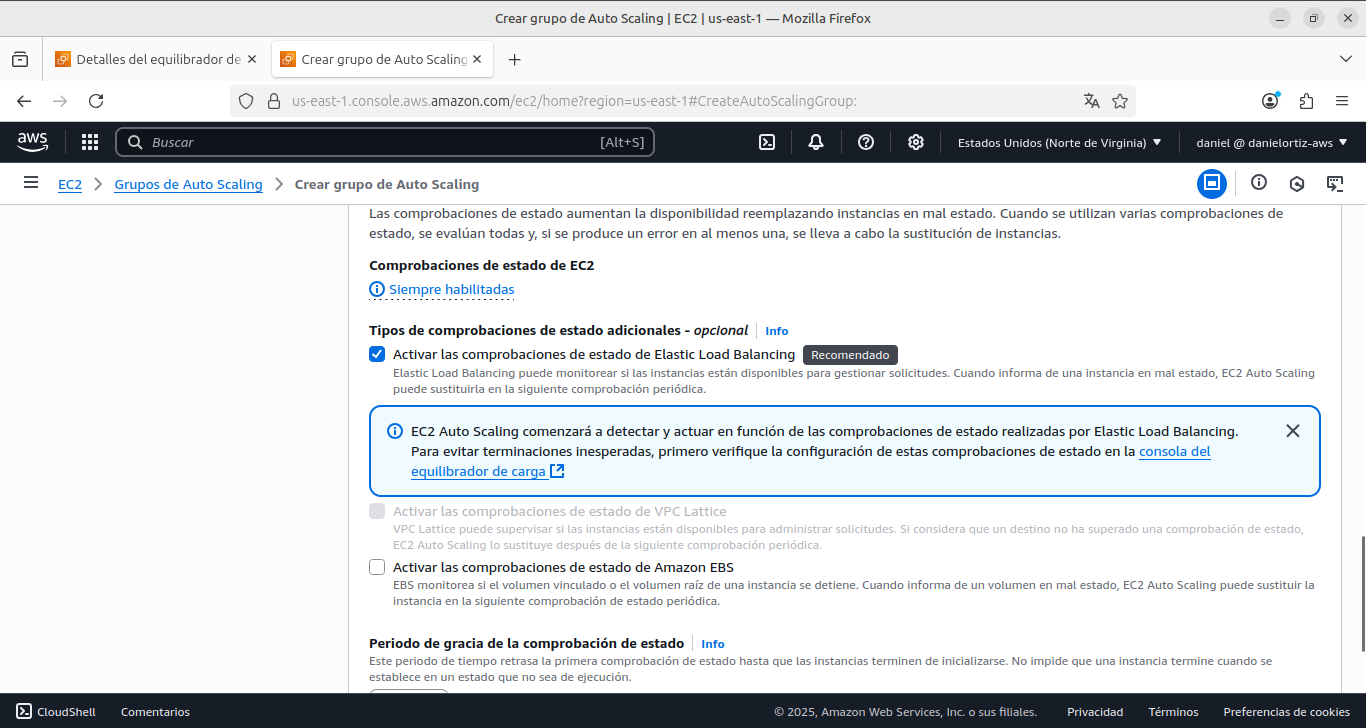 Crear grupo de Auto Scaling | EC2 | us-east-1 — Mozilla Firefox
Detalles del equilibrador de
Crear grupo de Auto Scaling
us-east-1.console.aws.amazon.com/ec2/home?region=us-east-1#CreateAutoScalingGroup:
aws
Buscar
[Alt+S]
Estados Unidos (Norte de Virginia)
daniel @ danielortiz-aws
EC2
Grupos de Auto Scaling
Crear grupo de Auto Scaling
Las comprobaciones de estado aumentan la disponibilidad reemplazando instancias en mal estado. Cuando se utilizan varias comprobaciones de
estado, se evalúan todas y, si se produce un error en al menos una, se lleva a cabo la sustitución de instancias.
Comprobaciones de estado de EC2
Siempre habilitadas
Tipos de comprobaciones de estado adicionales - opcional
Info
Activar las comprobaciones de estado de Elastic Load Balancing
Recomendado
Elastic Load Balancing puede monitorear si las instancias están disponibles para gestionar solicitudes. Cuando informa de una instancia en mal estado, EC2 Auto Scaling
puede sustituirla en la siguiente comprobación periódica.
EC2 Auto Scaling comenzará a detectar y actuar en función de las comprobaciones de estado realizadas por Elastic Load Balancing.
Para evitar terminaciones inesperadas, primero verifique la configuración de estas comprobaciones de estado en la consola del
equilibrador de carga
Activar las comprobaciones de estado de VPC Lattice
VPC Lattice puede supervisar si las instancias están disponibles para administrar solicitudes. Si considera que un destino no ha superado una comprobación de estado,
EC2 Auto Scaling lo sustituye después de la siguiente comprobación periódica.
Activar las comprobaciones de estado de Amazon EBS
EBS monitorea si el volumen vinculado o el volumen raíz de una instancia se detiene. Cuando informa de un volumen en mal estado, EC2 Auto Scaling puede sustituir la
instancia en la siguiente comprobación de estado periódica.
Periodo de gracia de la comprobación de estado
Info
Este periodo de tiempo retrasa la primera comprobación de estado hasta que las instancias terminen de inicializarse. No impide que una instancia termine cuando se
establece en un estado que no sea de ejecución.
CloudShell
Comentarios
© 2025, Amazon Web Services, Inc. o sus filiales.
Privacidad
Términos
Preferencias de cookies